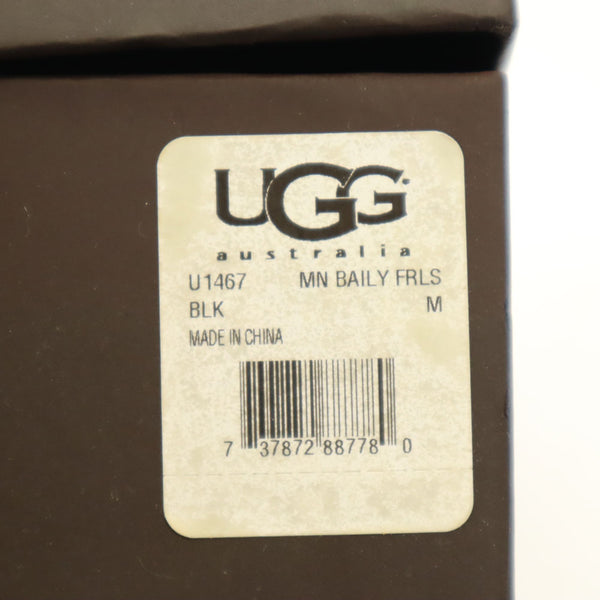 UGG
australia
U1467 MN BAILY FRLS
BLK M
MADE IN CHINA
7 37872 88778 0